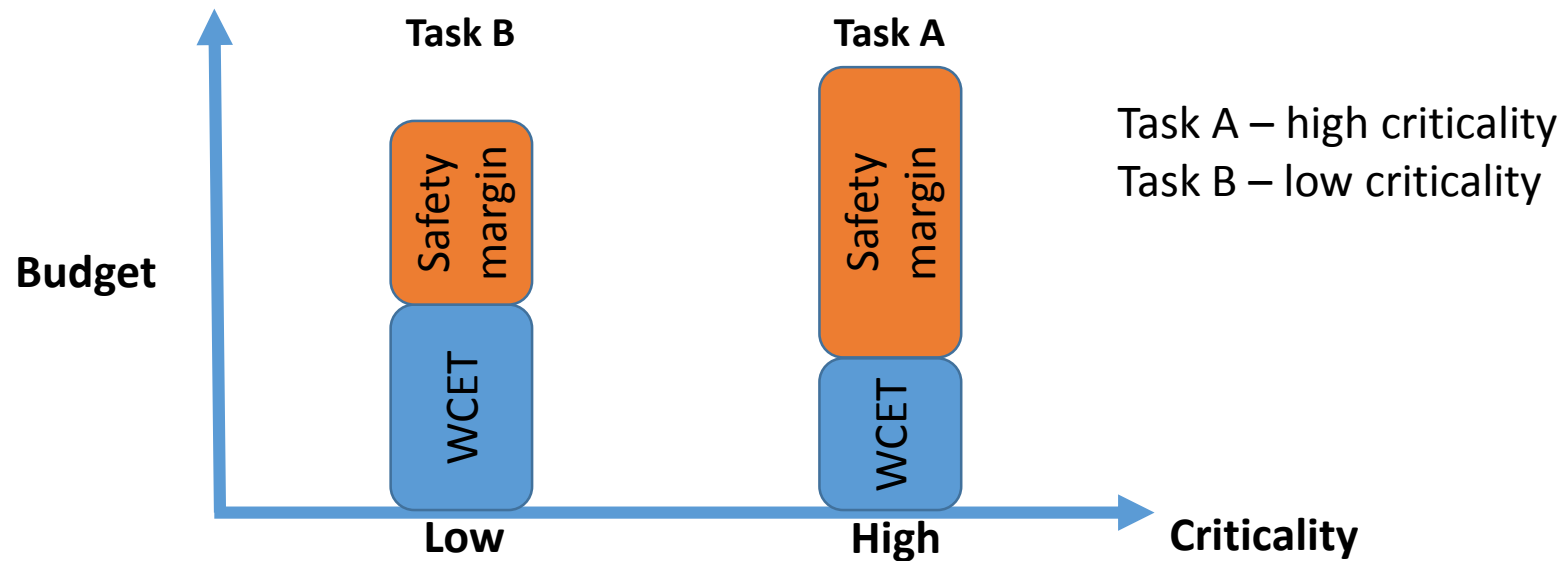 Task B
Task A
Task A – high criticality
Task B – low criticality
Safety
margin
Safety
margin
Budget
WCET
WCET
Low
High
Criticality